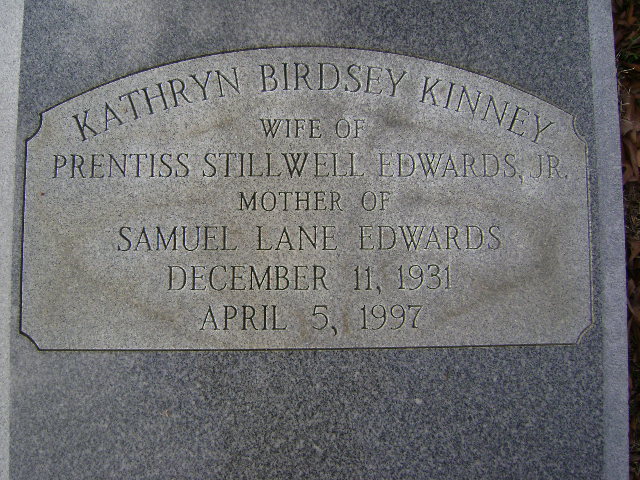 KATHRYN BIRDSEY KINNEY
WIFE OF
PRENTISS STILLWELL EDWARDS, JR.
MOTHER OF
SAMUEL LANE EDWARDS
DECEMBER 11, 1931
APRIL 5, 1997